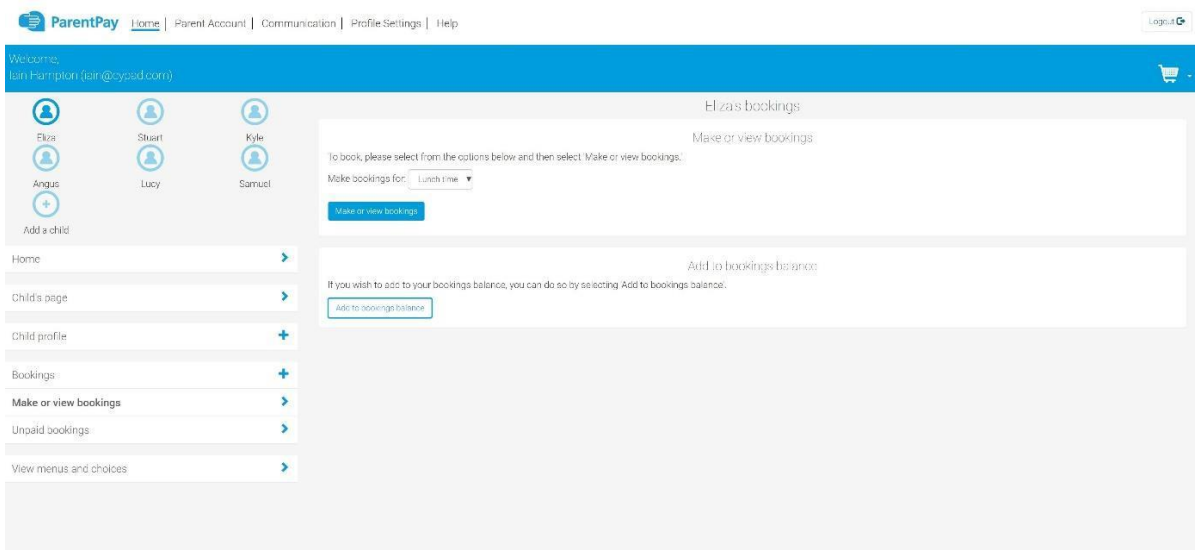 ParentPay Home | Parent Account | Communication | Profile Settings | Help
Logout
Welcome,
Iain Hampton (iain@cypad.com)
Eliza Stuart Kyle
Angus Lucy Samuel
Add a child
Home
Child's page
Child profile
Bookings
Make or view bookings
Unpaid bookings
View menus and choices
Eliza's bookings
Make or view bookings
To book, please select from the options below and then select 'Make or view bookings.'
Make bookings for: Lunch time
Make or view bookings
Add to bookings balance
If you wish to add to your bookings balance, you can do so by selecting 'Add to bookings balance'.
Add to bookings balance